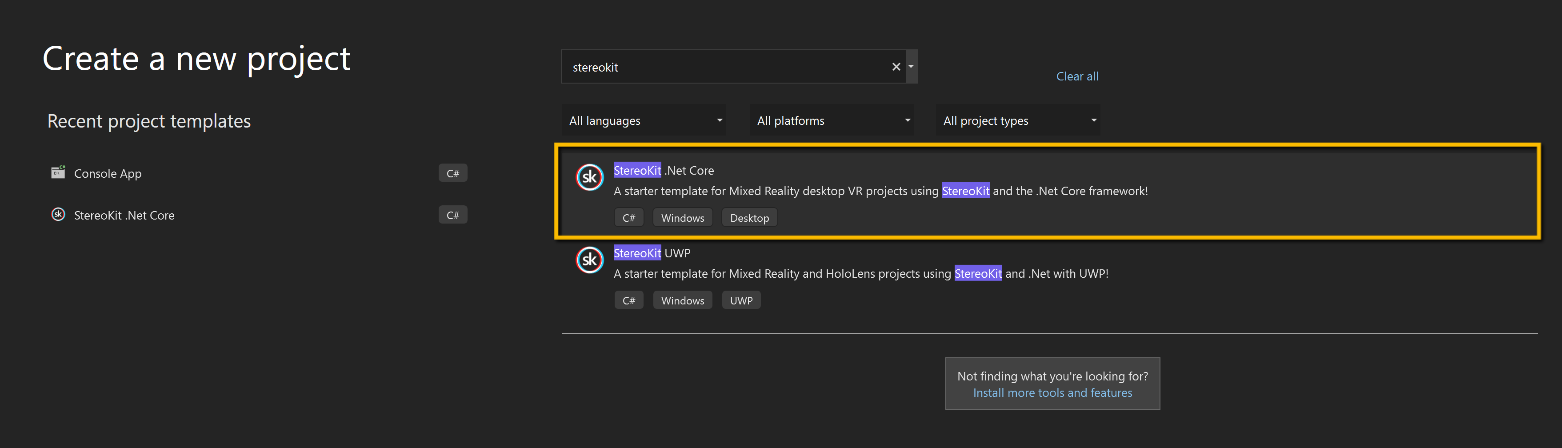 Create a new project
Recent project templates
Console App
C#
sk StereoKit .Net Core
C#
stereokit
Clear all
All languages
All platforms
All project types
sk
StereoKit .Net Core
A starter template for Mixed Reality desktop VR projects using StereoKit and the .Net Core framework!
C# Windows Desktop
sk
StereoKit UWP
A starter template for Mixed Reality and HoloLens projects using StereoKit and .Net with UWP!
C# Windows UWP
Not finding what you're looking for?
Install more tools and features